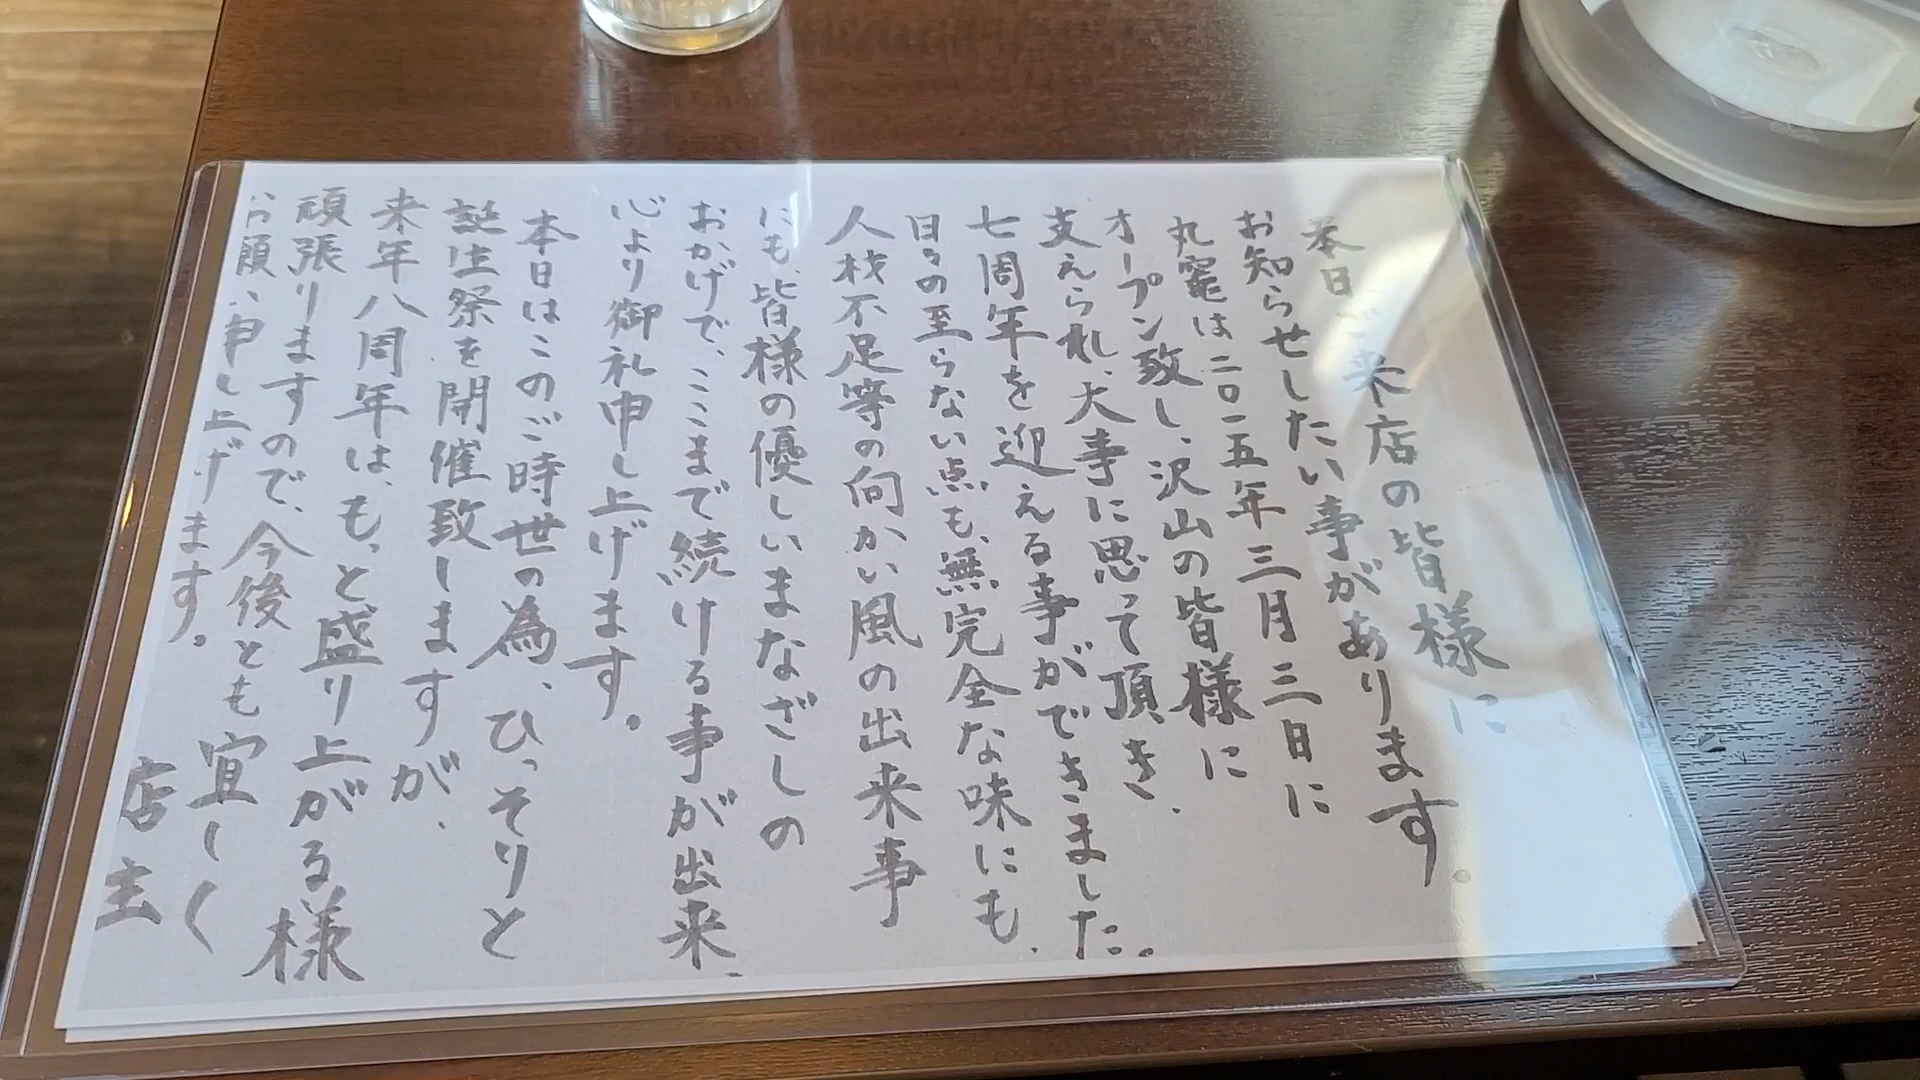 本日ご来店の皆様に
お知らせしたい事があります。
丸竈は二〇一五年三月三日に
オープン致し、沢山の皆様に
支えられ、大事に思って頂き、
七周年を迎える事ができました。
日々の至らない点も、無完全な味にも、
人材不足等の向かい風の出来事
にも、皆様の優しいまなざしの
おかげで、ここまで続ける事が出来、
心より御礼申し上げます。
本日はこのご時世の為、ひっそりと
誕生祭を開催致しますが、
来年八周年は、もっと盛り上がる様
頑張りますので、今後とも宜しく
お願い申し上げます。
店主